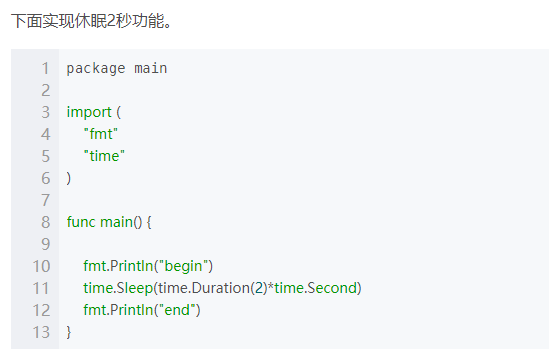 下面实现休眠2秒功能。
1 package main
2
3 import (
4     "fmt"
5     "time"
6 )
7
8 func main() {
9
10     fmt.Println("begin")
11     time.Sleep(time.Duration(2)*time.Second)
12     fmt.Println("end")
13 }